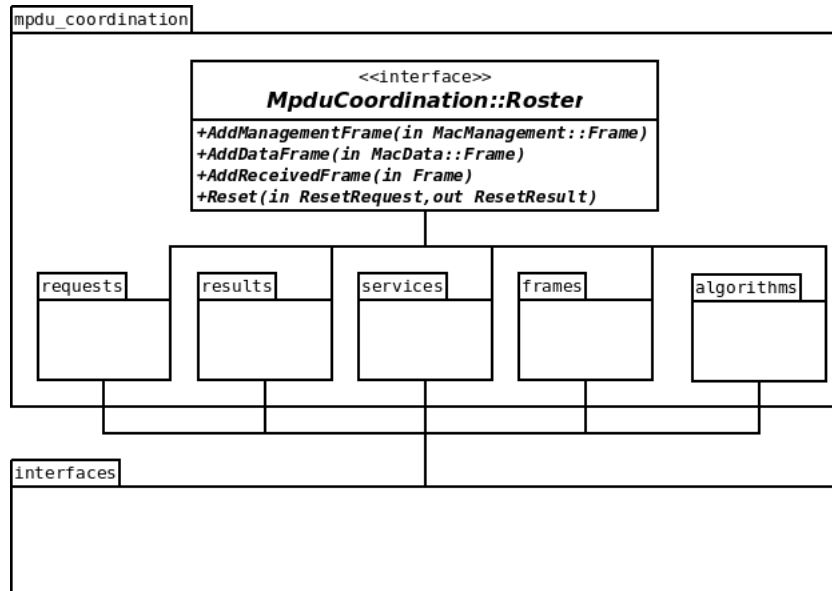 mpdu_coordination
<<interface>>
MpduCoordination::Roster
+AddManagementFrame(in MacManagement::Frame)
+AddDataFrame(in MacData::Frame)
+AddReceivedFrame(in Frame)
+Reset(in ResetRequest,out ResetResult)
requests
results
services
frames
algorithms
interfaces